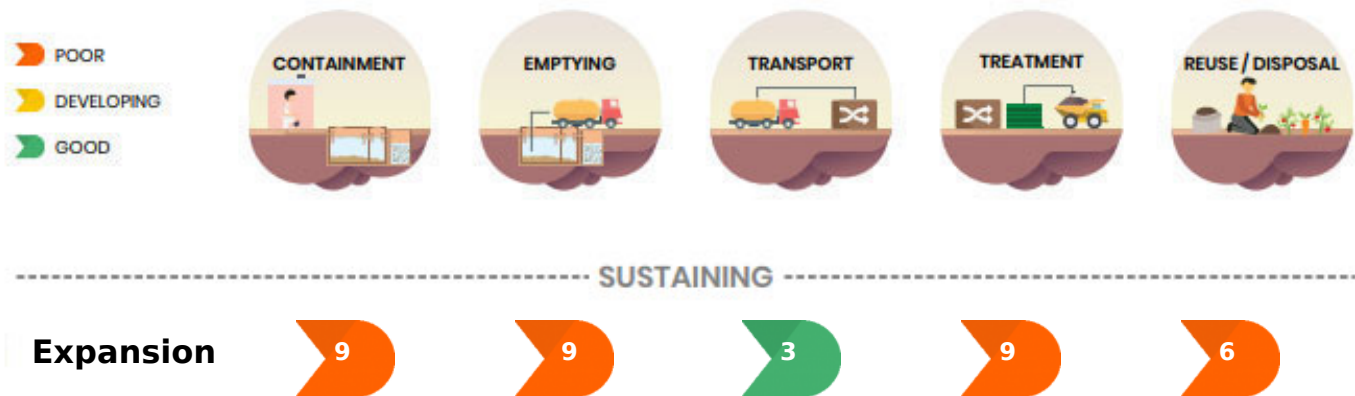 POOR
DEVELOPING
GOOD
CONTAINMENT
EMPTYING
TRANSPORT
TREATMENT
REUSE / DISPOSAL
SUSTAINING
Expansion 9 9 3 9 6